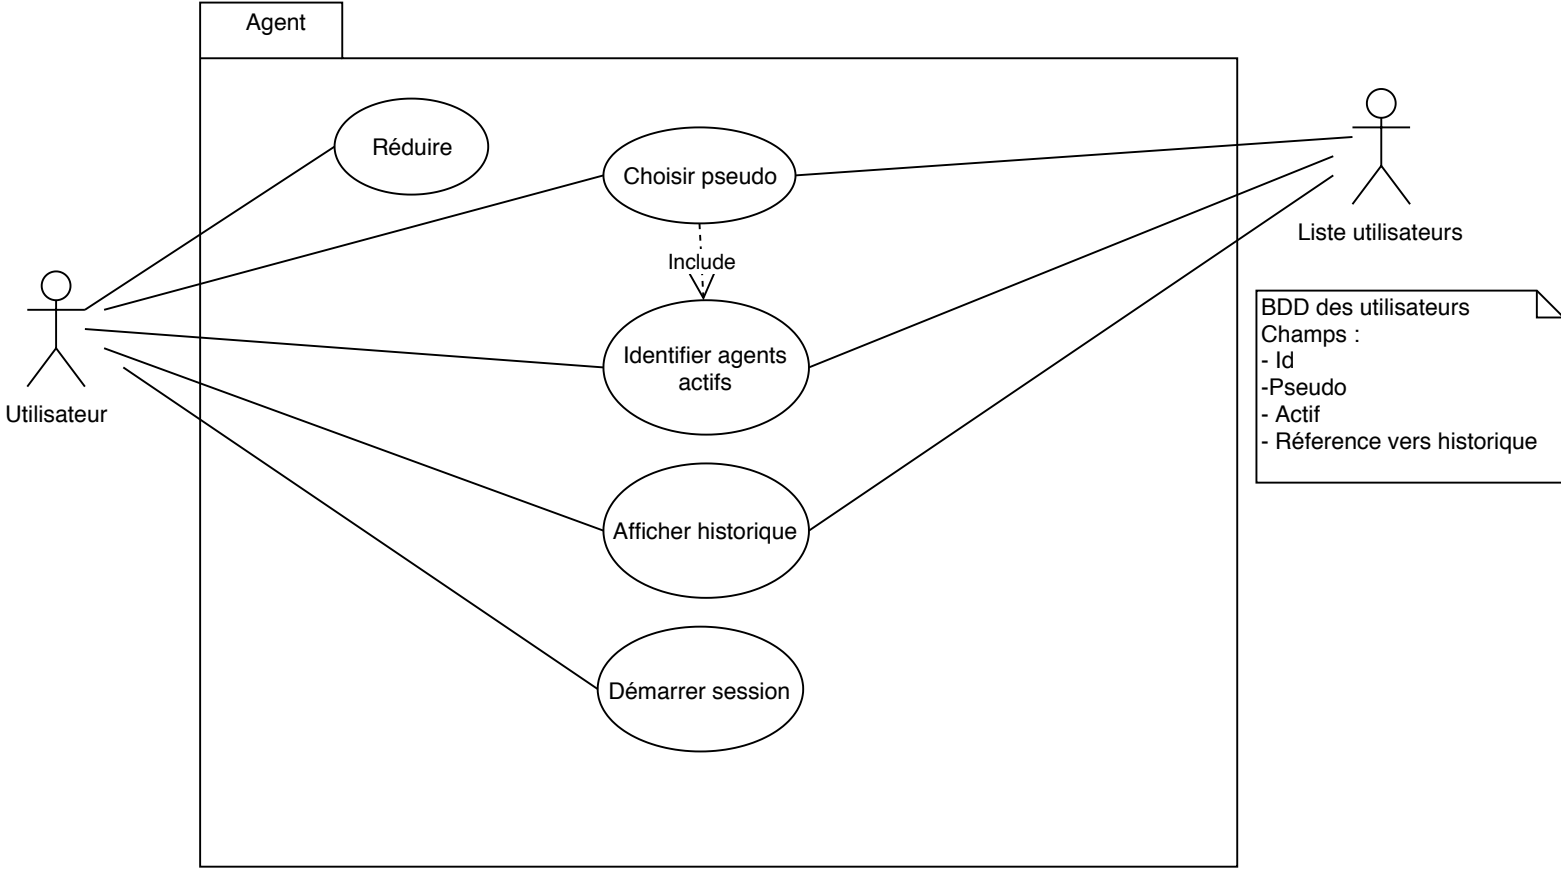 Agent
Réduire
Choisir pseudo
Liste utilisateurs
Include
BDD des utilisateurs
Champs :
- Id
-Pseudo
- Actif
- Réference vers historique
Identifier agents
actifs
Utilisateur
Afficher historique
Démarrer session